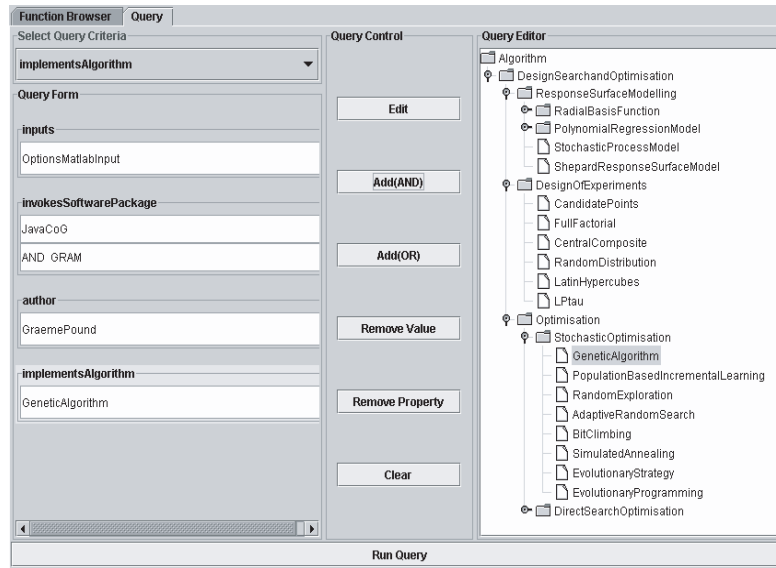 Function Browser
Query
Select Query Criteria
implementsAlgorithm
Query Form
inputs
OptionsMatlabInput
invokesSoftwarePackage
JavaCoG
AND GRAM
author
GraemePound
implementsAlgorithm
GeneticAlgorithm
Query Control
Edit
Add(AND)
Add(OR)
Remove Value
Remove Property
Clear
Query Editor
Algorithm
DesignSearchandOptimisation
ResponseSurfaceModelling
RadialBasisFunction
PolynomialRegressionModel
StochasticProcessModel
ShepardResponseSurfaceModel
DesignOfExperiments
CandidatePoints
FullFactorial
CentralComposite
RandomDistribution
LatinHypercubes
LPtau
Optimisation
StochasticOptimisation
GeneticAlgorithm
PopulationBasedIncrementalLearning
RandomExploration
AdaptiveRandomSearch
BitClimbing
SimulatedAnnealing
EvolutionaryStrategy
EvolutionaryProgramming
DirectSearchOptimisation
Run Query